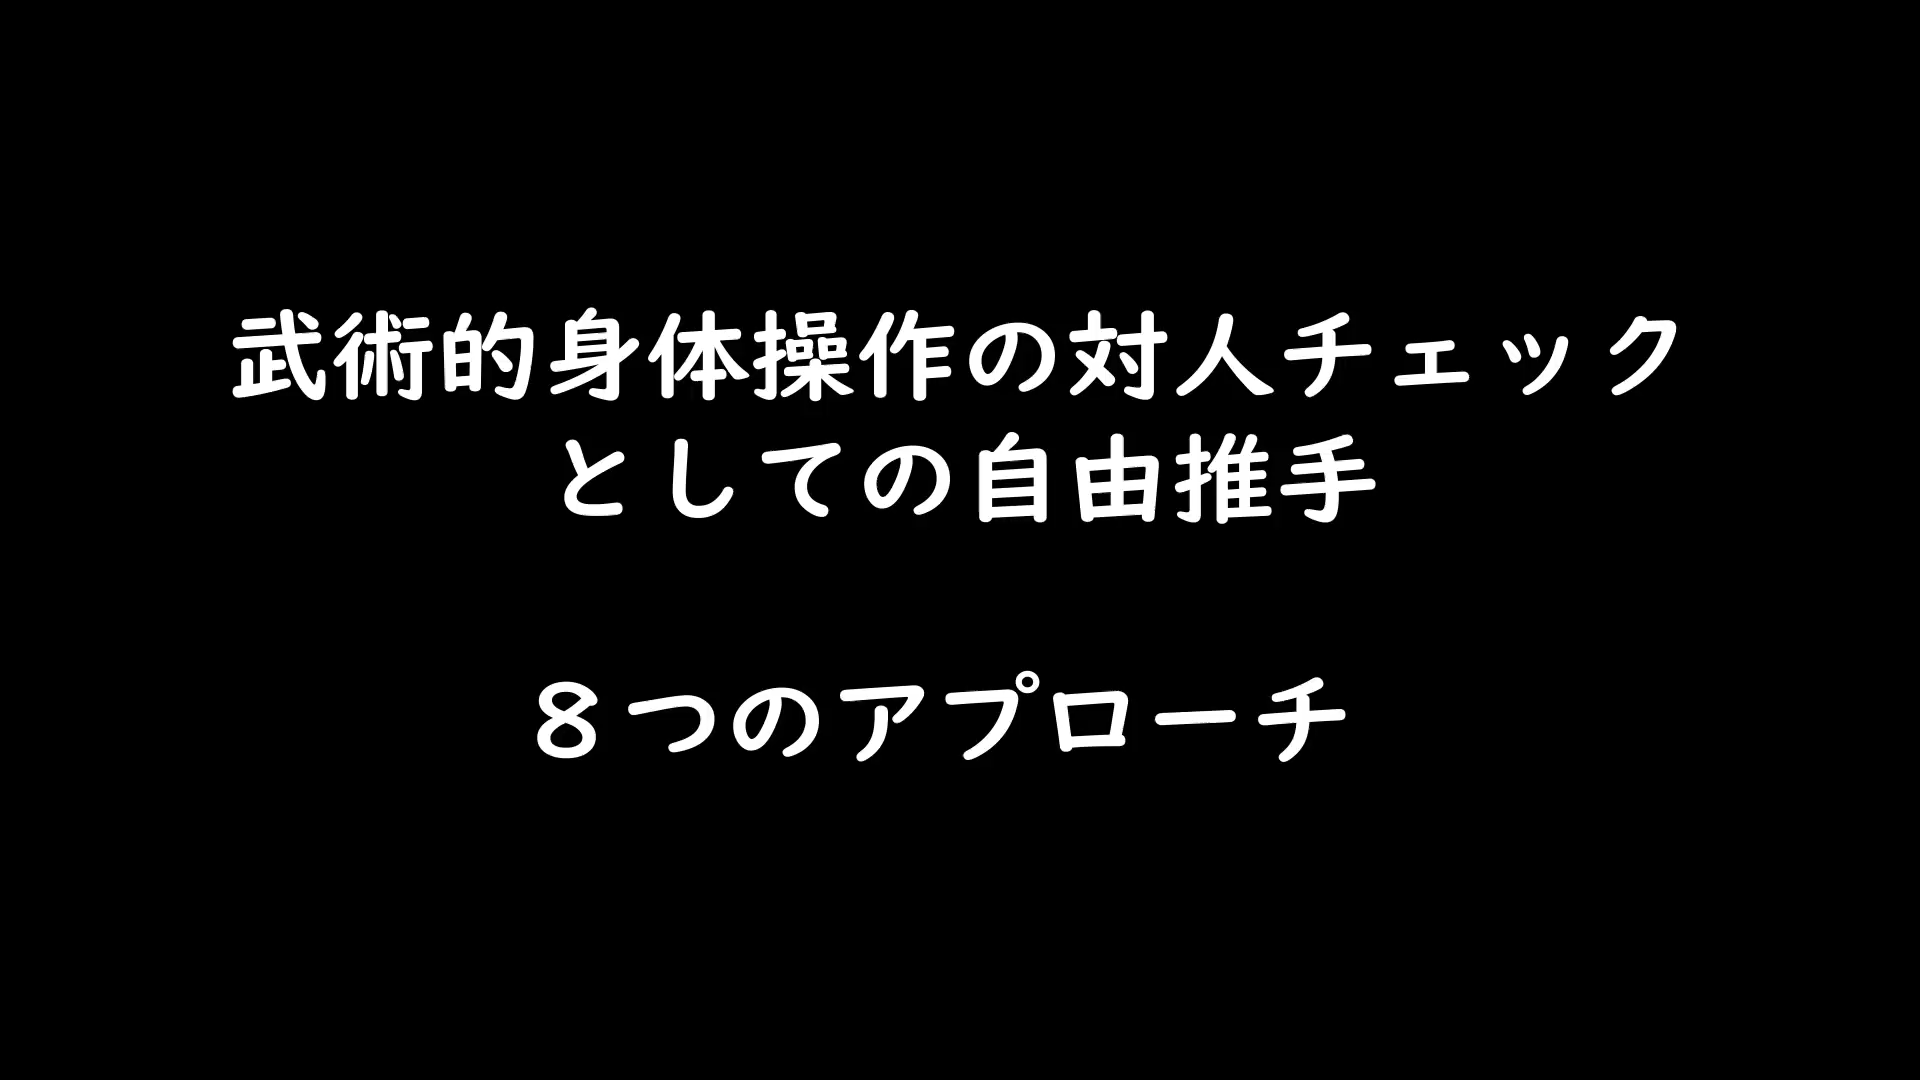 武術的身体操作の対人チェック
としての自由推手
８つのアプローチ